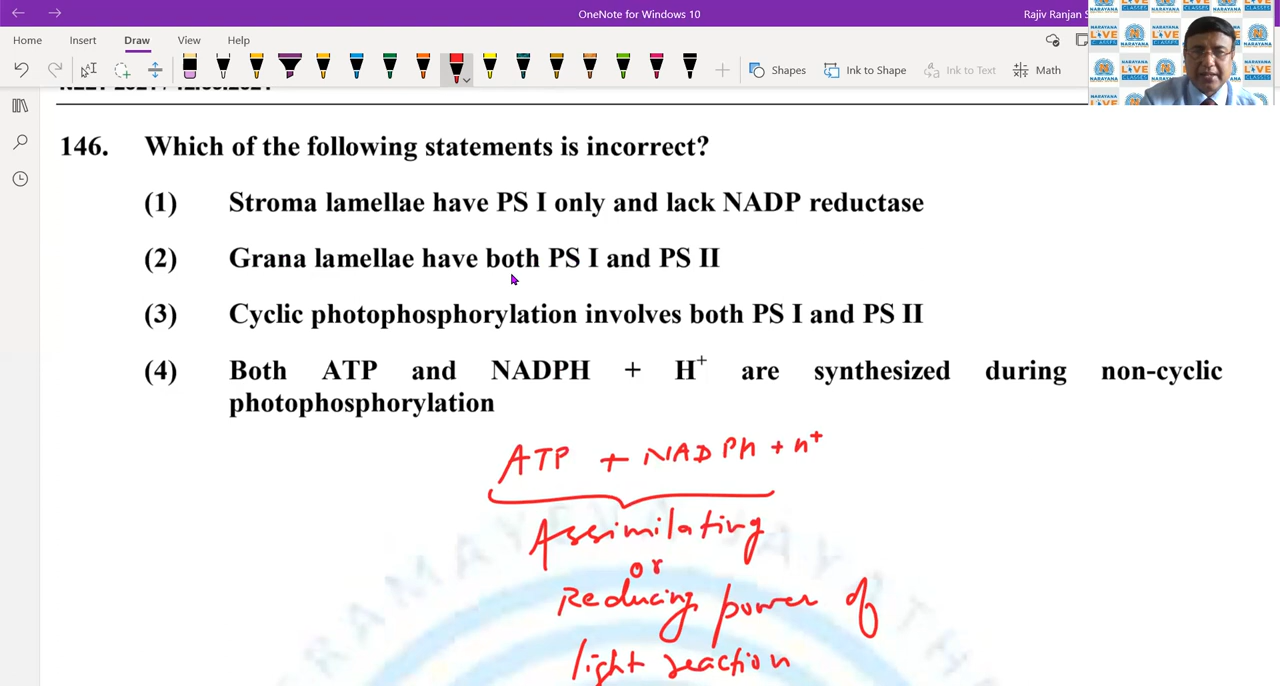 OneNote for Windows 10
Rajiv Ranjan S
Home Insert Draw View Help
Shapes Ink to Shape Ink to Text Math
146. Which of the following statements is incorrect?
(1) Stroma lamellae have PS I only and lack NADP reductase
(2) Grana lamellae have both PS I and PS II
(3) Cyclic photophosphorylation involves both PS I and PS II
(4) Both ATP and NADPH + H+ are synthesized during non-cyclic
photophosphorylation
ATP + NADPh + h+
Assimilating
or
Reducing power of
light reaction